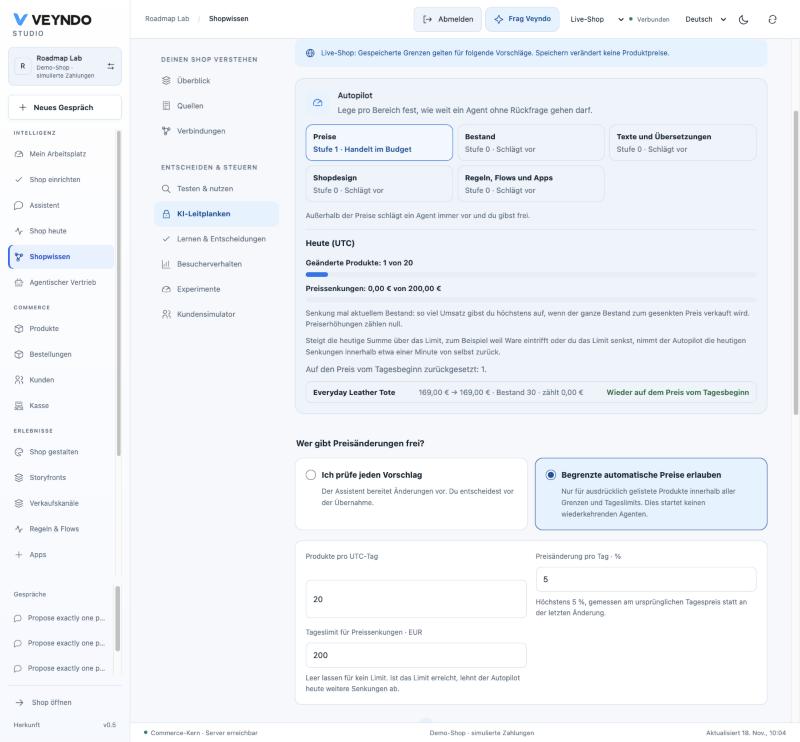 VEYNDO
STUDIO
R
Roadmap Lab
Demo-Shop ·
simulierte Zahlungen
Neues Gespräch
INTELLIGENZ
Mein Arbeitsplatz
Shop einrichten
Assistent
Shop heute
Shopwissen
Agentischer Vertrieb
COMMERCE
Produkte
Bestellungen
Kunden
Kasse
ERLEBNISSE
Shop gestalten
Storyfronts
Verkaufskanäle
Regeln & Flows
Apps
Gespräche
Propose exactly one p...
Propose exactly one p...
Propose exactly one p...
Shop öffnen
Herkunft v0.5
Roadmap Lab / Shopwissen
Abmelden
Frag Veyndo
Live-Shop
Verbunden
Deutsch
DEINEN SHOP VERSTEHEN
Überblick
Quellen
Verbindungen
ENTSCHEIDEN & STEUERN
Testen & nutzen
KI-Leitplanken
Lernen & Entscheidungen
Besucherverhalten
Experimente
Kundensimulator
Live-Shop: Gespeicherte Grenzen gelten für folgende Vorschläge. Speichern verändert keine Produktpreise.
Autopilot
Lege pro Bereich fest, wie weit ein Agent ohne Rückfrage gehen darf.
Preise
Stufe 1 · Handelt im Budget
Bestand
Stufe 0 · Schlägt vor
Texte und Übersetzungen
Stufe 0 · Schlägt vor
Shopdesign
Stufe 0 · Schlägt vor
Regeln, Flows und Apps
Stufe 0 · Schlägt vor
Außerhalb der Preise schlägt ein Agent immer vor und du gibst frei.
Heute (UTC)
Geänderte Produkte: 1 von 20
Preissenkungen: 0,00 € von 200,00 €
Senkung mal aktuellem Bestand: so viel Umsatz gibst du höchstens auf, wenn der ganze Bestand zum gesenkten Preis verkauft wird.
Preiserhöhungen zählen null.
Steigt die heutige Summe über das Limit, zum Beispiel weil Ware eintrifft oder du das Limit senkst, nimmt der Autopilot die heutigen
Senkungen innerhalb etwa einer Minute von selbst zurück.
Auf den Preis vom Tagesbeginn zurückgesetzt: 1.
Everyday Leather Tote 169,00 € → 169,00 € · Bestand 30 · zählt 0,00 € Wieder auf dem Preis vom Tagesbeginn
Wer gibt Preisänderungen frei?
Ich prüfe jeden Vorschlag
Der Assistent bereitet Änderungen vor. Du entscheidest vor
der Übernahme.
Begrenzte automatische Preise erlauben
Nur für ausdrücklich gelistete Produkte innerhalb aller
Grenzen und Tageslimits. Dies startet keinen
wiederkehrenden Agenten.
Produkte pro UTC-Tag
20
Preisänderung pro Tag · %
5
Höchstens 5 %, gemessen am ursprünglichen Tagespreis statt an
der letzten Änderung.
Tageslimit für Preissenkungen · EUR
200
Leer lassen für kein Limit. Ist das Limit erreicht, lehnt der Autopilot
heute weitere Senkungen ab.
Commerce-Kern · Server erreichbar
Demo-Shop · simulierte Zahlungen
Aktualisiert 18. Nov., 10:04